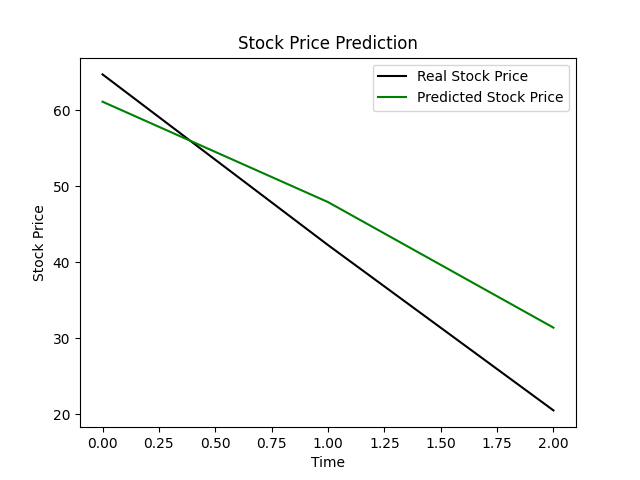 Stock Price Prediction
Real Stock Price
Predicted Stock Price
Stock Price
60
50
40
30
20
0.00 0.25 0.50 0.75 1.00 1.25 1.50 1.75 2.00
Time